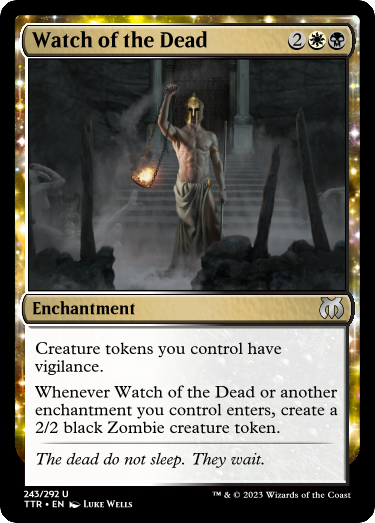 Watch of the Dead 2
Enchantment
Creature tokens you control have
vigilance.
Whenever Watch of the Dead or another
enchantment you control enters, create a
2/2 black Zombie creature token.
The dead do not sleep. They wait.
243/292 U
TTR • EN Luke Wells
™ & © 2023 Wizards of the Coast